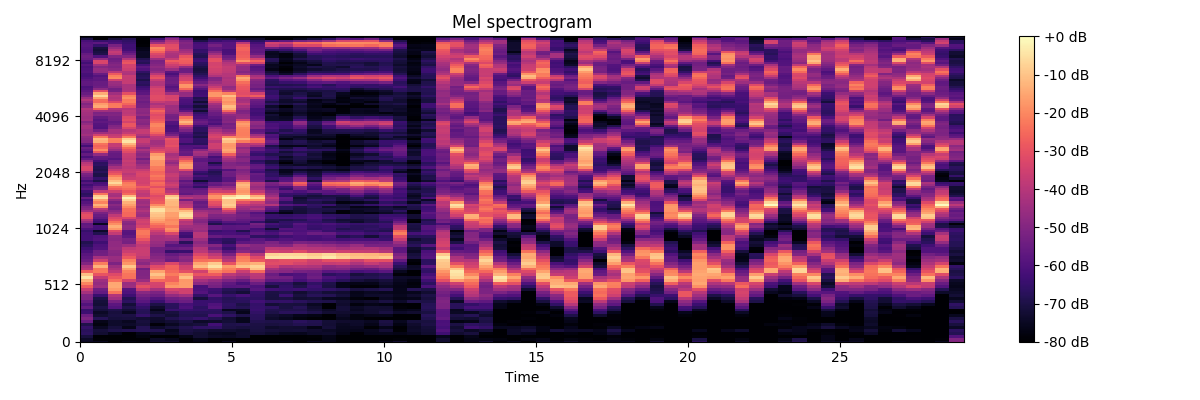 Mel spectrogram
+0 dB
8192
-10 dB
4096
-20 dB
-30 dB
Hz
2048
-40 dB
1024
-50 dB
-60 dB
512
-70 dB
0
-80 dB
0 5 10 15 20 25
Time